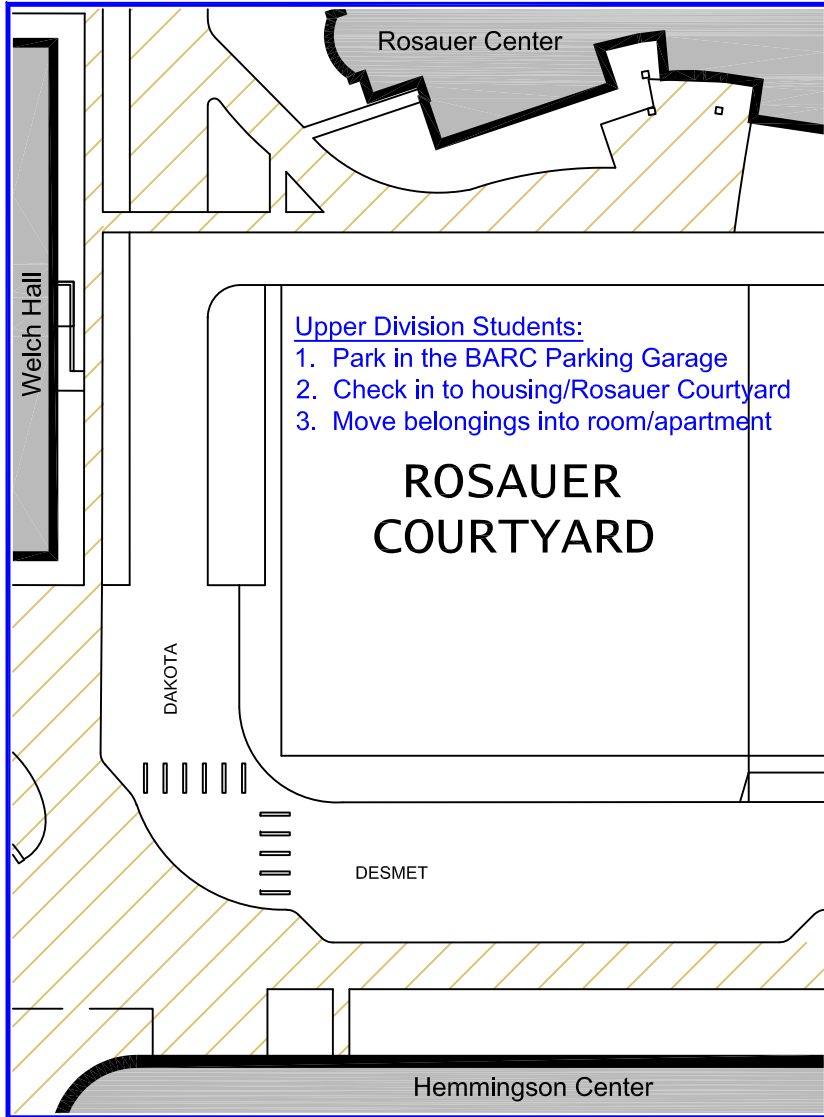 Rosauer Center
Welch Hall
Upper Division Students:
1. Park in the BARC Parking Garage
2. Check in to housing/Rosauer Courtyard
3. Move belongings into room/apartment
ROSAUER
COURTYARD
DAKOTA
DESMET
Hemmingson Center